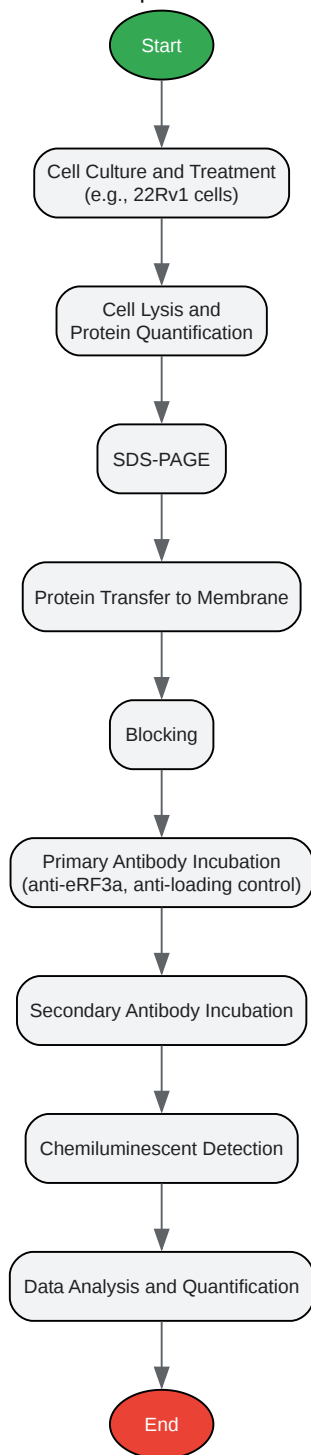 Start
Cell Culture and Treatment
(e.g., 22Rv1 cells)
Cell Lysis and
Protein Quantification
SDS-PAGE
Protein Transfer to Membrane
Blocking
Primary Antibody Incubation
(anti-eRF3a, anti-loading control)
Secondary Antibody Incubation
Chemiluminescent Detection
Data Analysis and Quantification
End